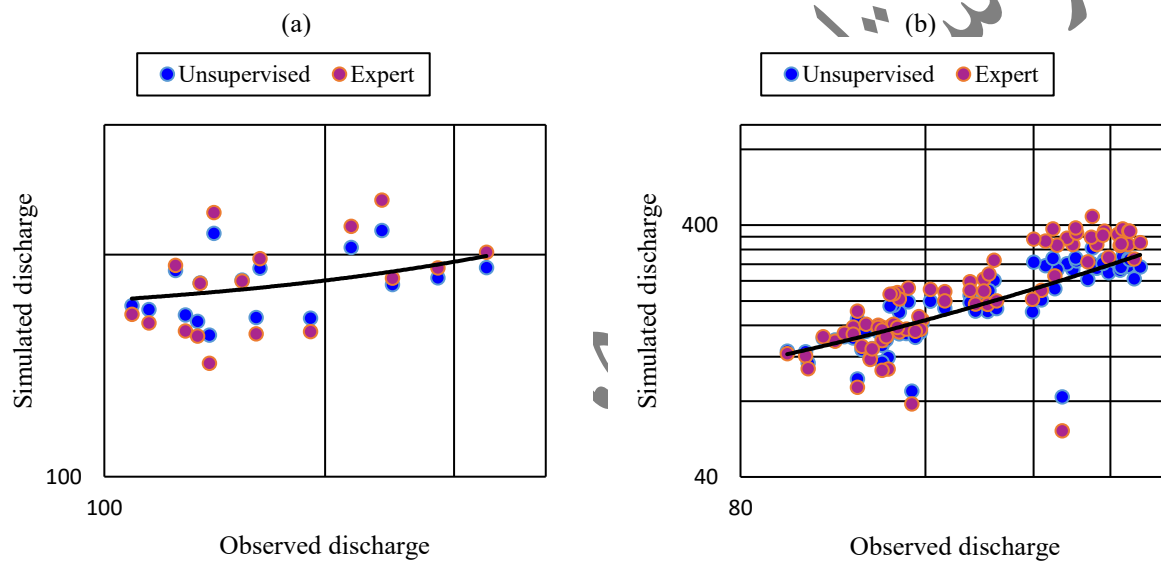 (a)
Unsupervised Expert
Simulated discharge
100
100
Observed discharge
(b)
Unsupervised Expert
Simulated discharge
400
40
80
Observed discharge